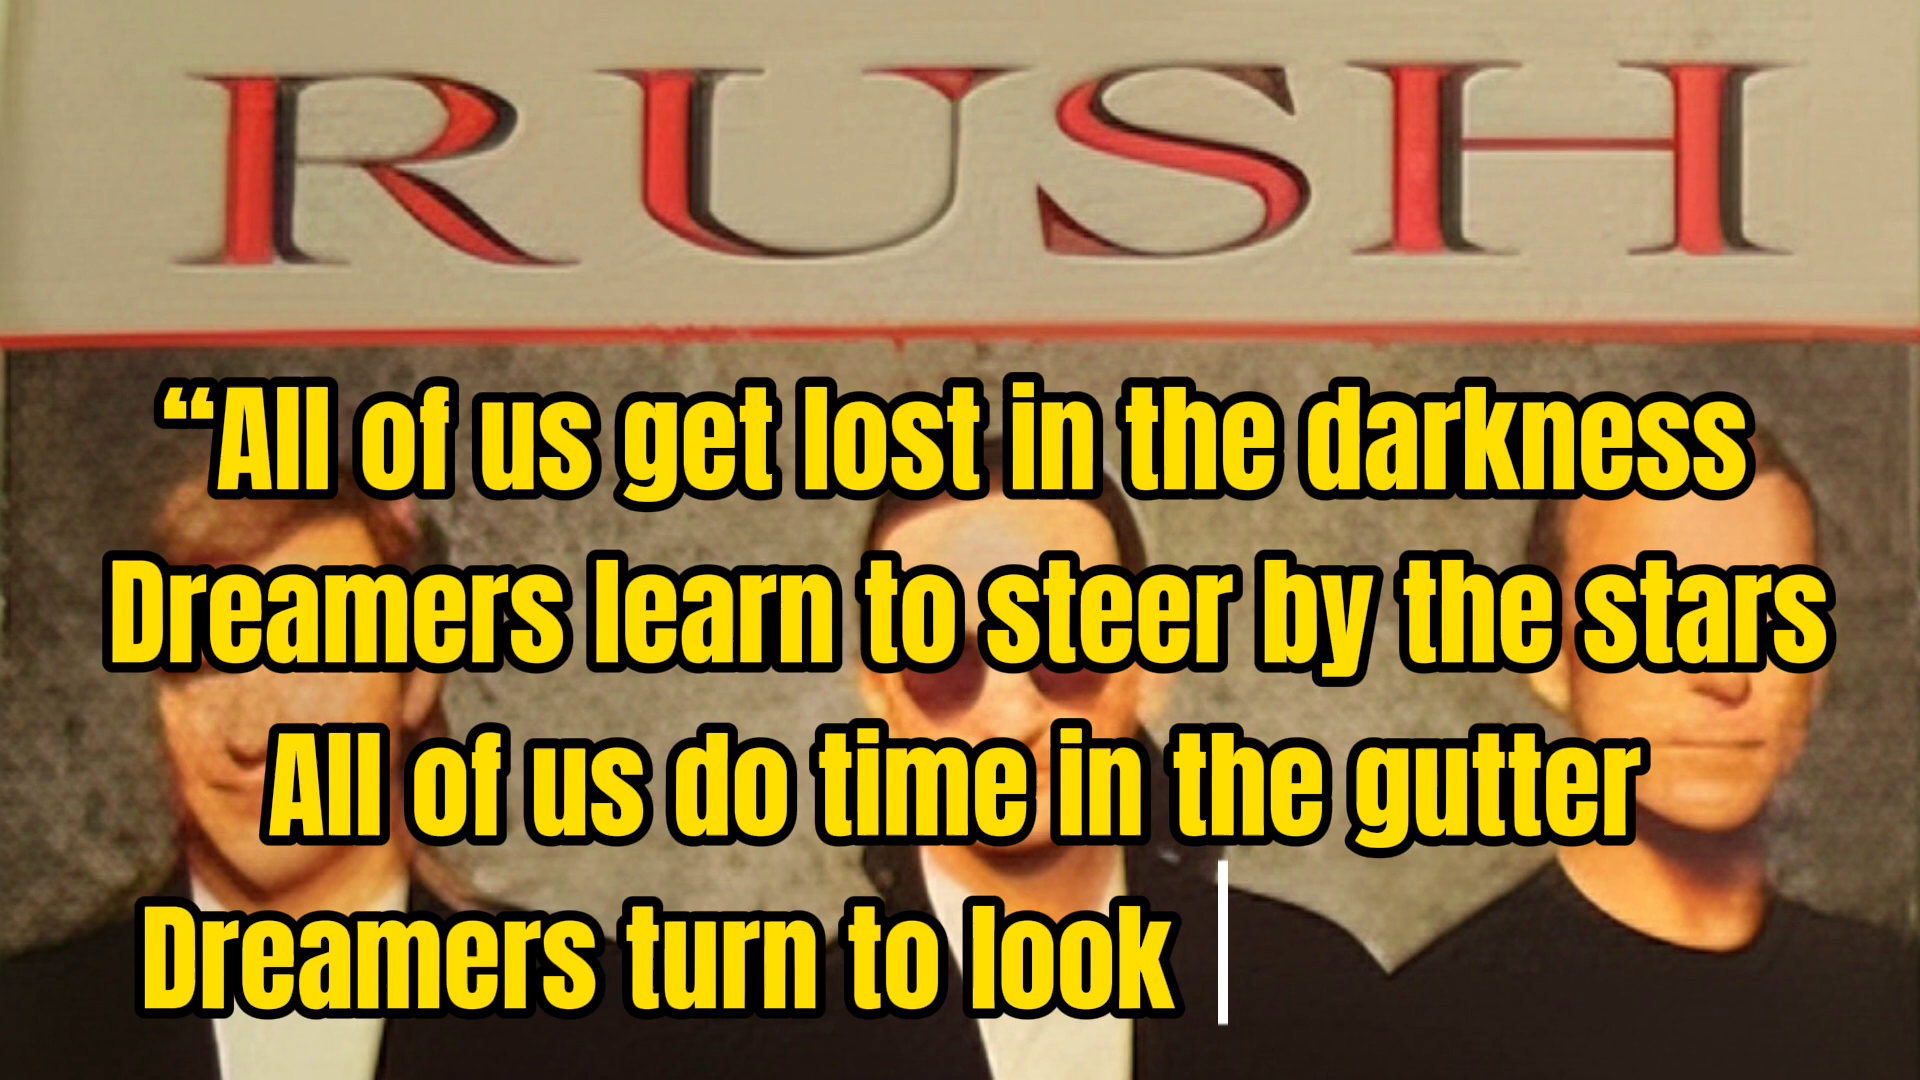 RUSH
“All of us get lost in the darkness
Dreamers learn to steer by the stars
All of us do time in the gutter
Dreamers turn to look